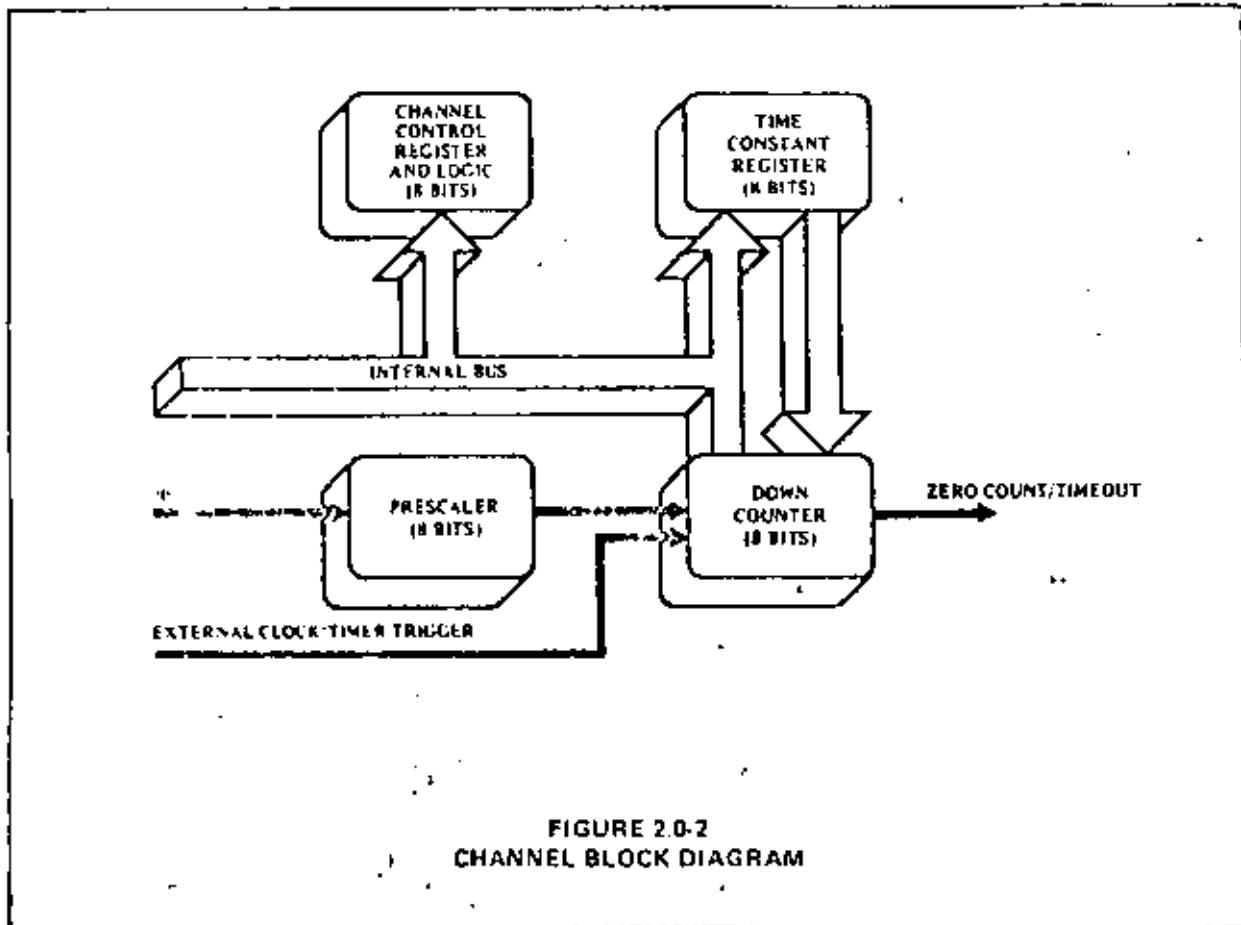 CHANNEL
CONTROL
REGISTER
AND LOGIC
(8 BITS)
TIME
CONSTANT
REGISTER
(8 BITS)
INTERNAL BUS
PRESCALER
(8 BITS)
DOWN
COUNTER
(8 BITS)
ZERO COUNT/TIMEOUT
EXTERNAL CLOCK/TIMER TRIGGER
FIGURE 2.0-2
CHANNEL BLOCK DIAGRAM